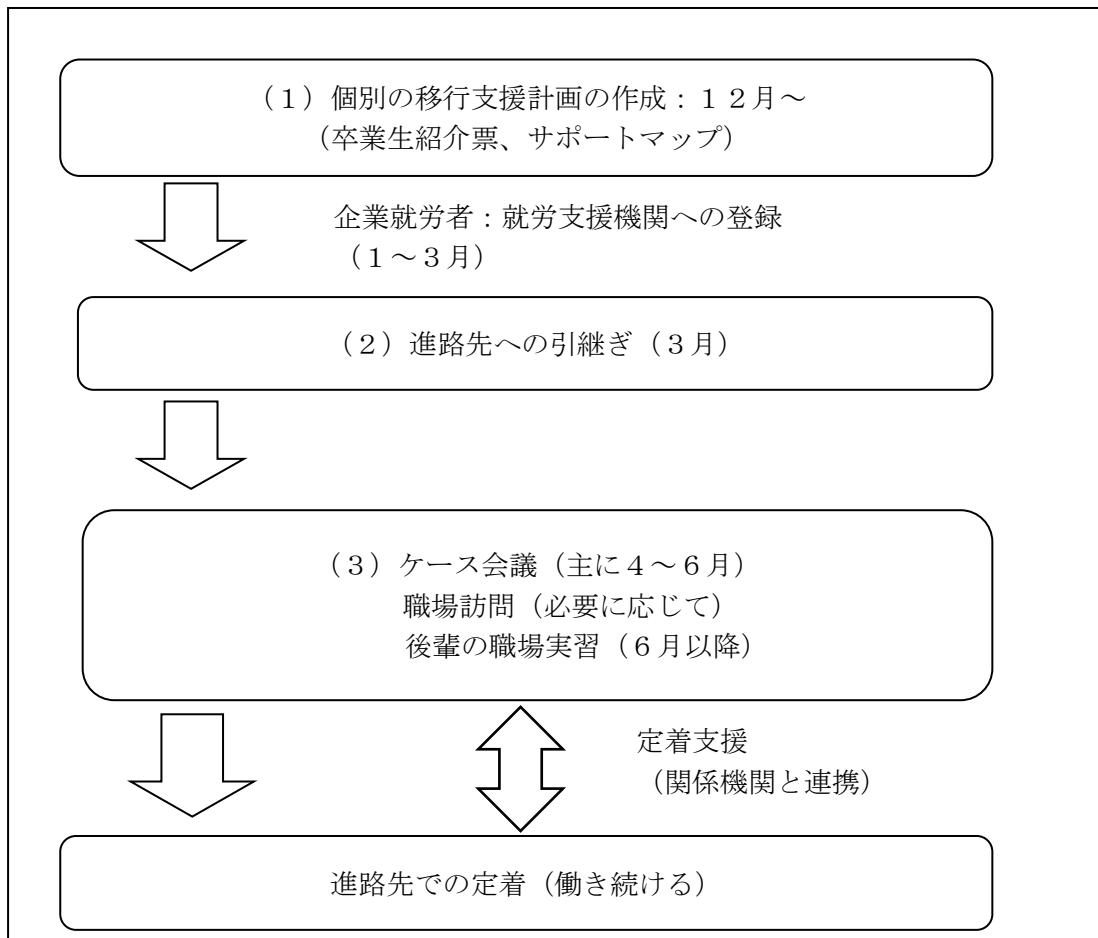 （１）個別の移行支援計画の作成：１２月～
（卒業生紹介票、サポートマップ）
企業就労者：就労支援機関への登録
（１～３月）
（２）進路先への引継ぎ（３月）
（３）ケース会議（主に４～６月）
職場訪問（必要に応じて）
後輩の職場実習（６月以降）
定着支援
（関係機関と連携）
進路先での定着（働き続ける）